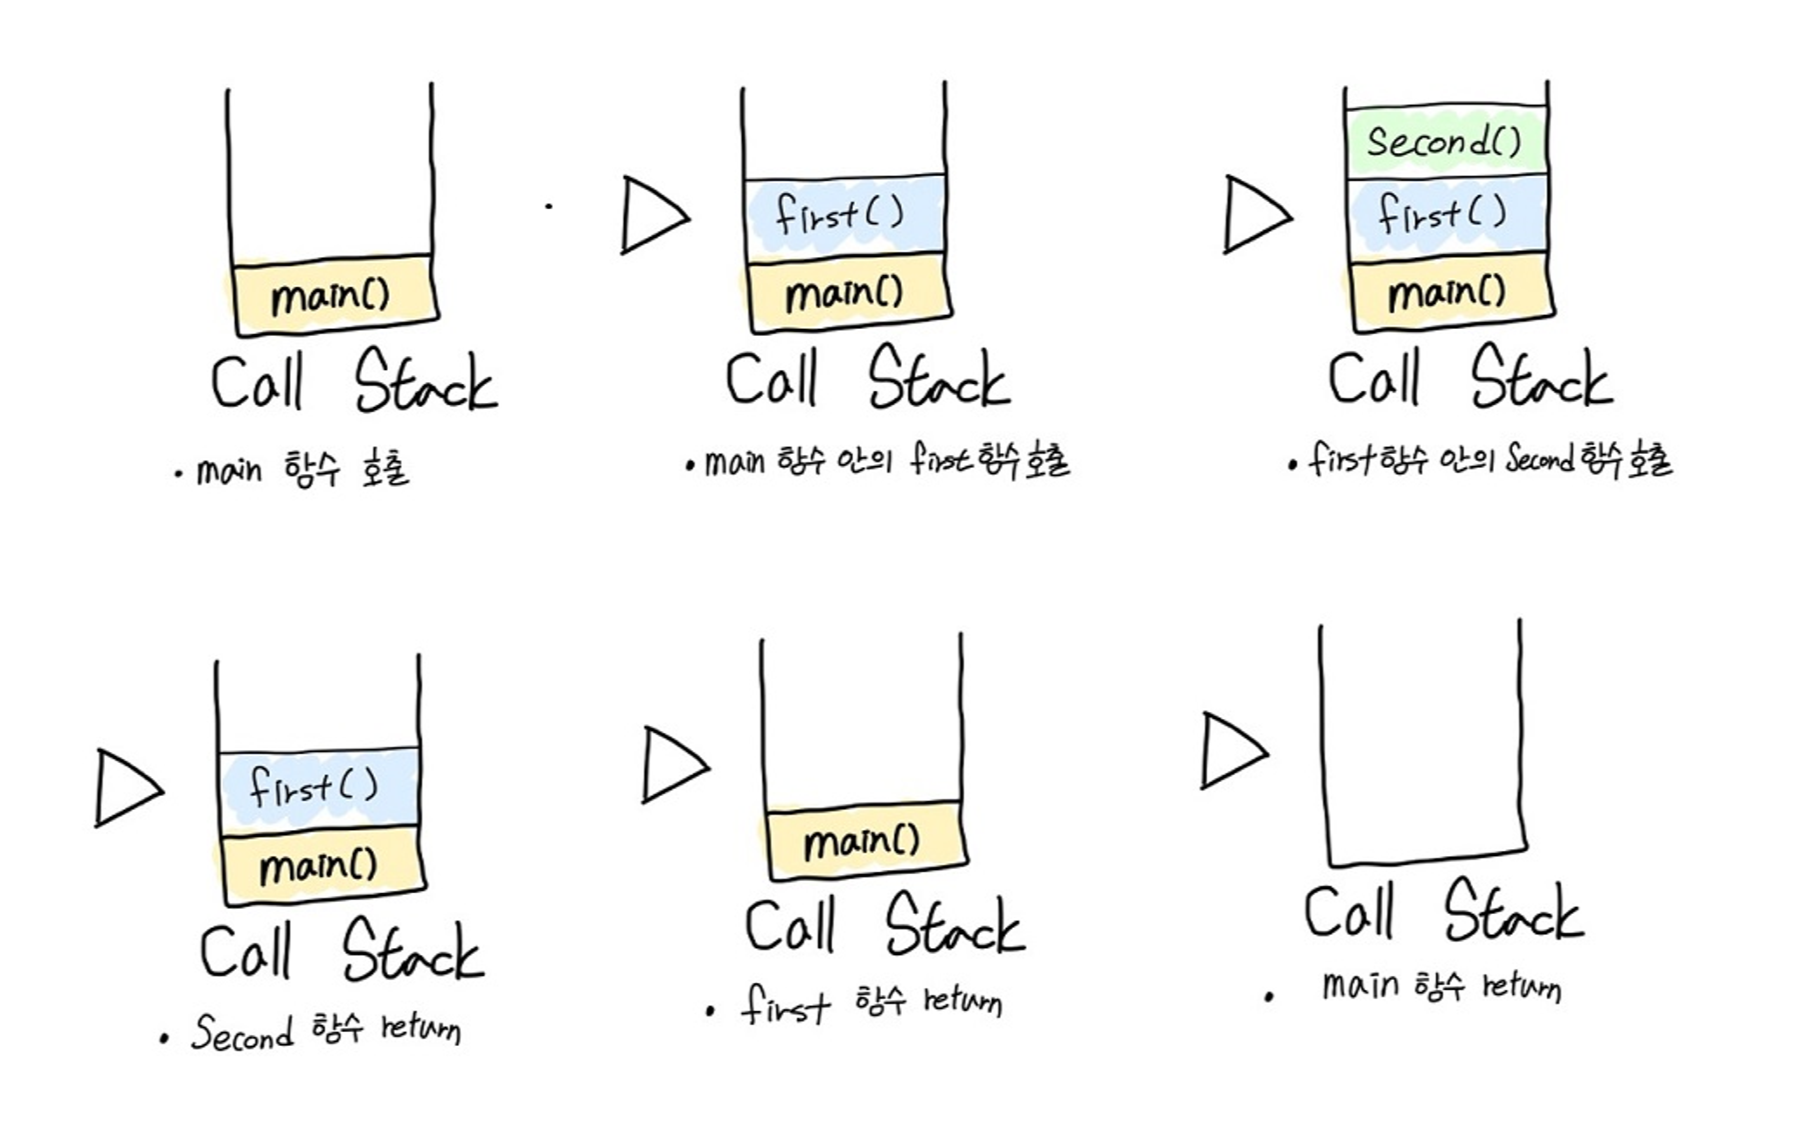 main()
Call Stack
• main 함수 호출
first()
main()
Call Stack
• main 함수 안의 first 함수 호출
Second()
first()
main()
Call Stack
• first 함수 안의 Second 함수 호출
first()
main()
Call Stack
• Second 함수 return
main()
Call Stack
• first 함수 return
Call Stack
• main 함수 return